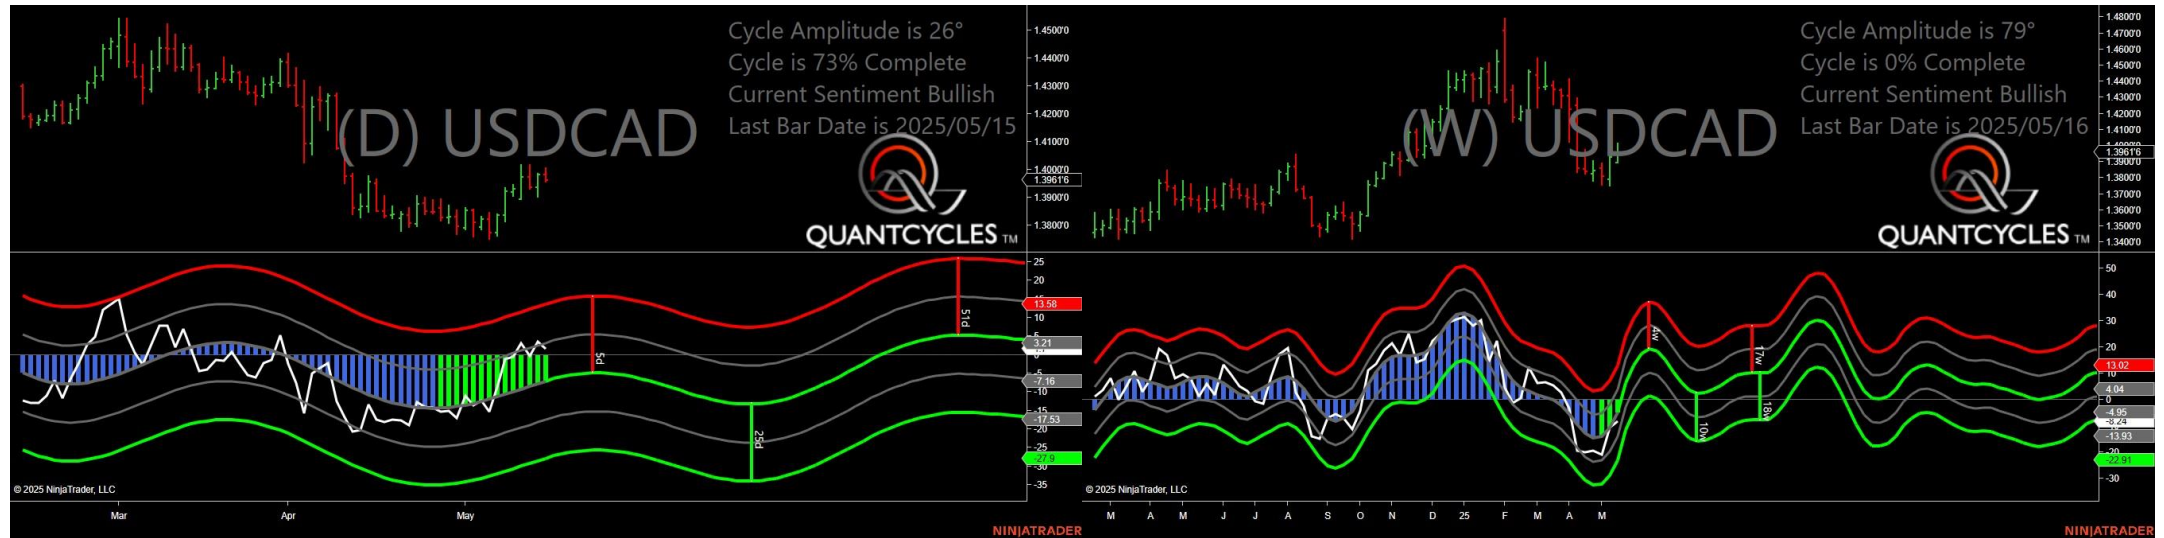 Cycle Amplitude is 26°
Cycle is 73% Complete
Current Sentiment Bullish
Last Bar Date is 2025/05/15
(D) USDCAD
QUANTCYCLES TM
1.4500'0
1.4400'0
1.4300'0
1.4200'0
1.4100'0
1.4000'0
1.3961'6
1.3900'0
1.3800'0
25
20
13.58
10
5
3.21
-5
-7.16
-10
-15
-17.53
-20
-25
-27.9
-30
-35
5d
25d
51d
© 2025 NinjaTrader, LLC
Mar Apr May
NINJATRADER
Cycle Amplitude is 79°
Cycle is 0% Complete
Current Sentiment Bullish
Last Bar Date is 2025/05/16
(W) USDCAD
QUANTCYCLES TM
1.4800'0
1.4700'0
1.4600'0
1.4500'0
1.4400'0
1.4300'0
1.4200'0
1.4100'0
1.3961'6
1.3900'0
1.3800'0
1.3700'0
1.3600'0
1.3500'0
1.3400'0
50
40
30
20
13.02
10
4.04
0
-4.95
-8.24
-13.93
-20
-22.91
-30
4w
10w
17w
18w
© 2025 NinjaTrader, LLC
M A M J J A S O N D 25 F M A M
NINJATRADER